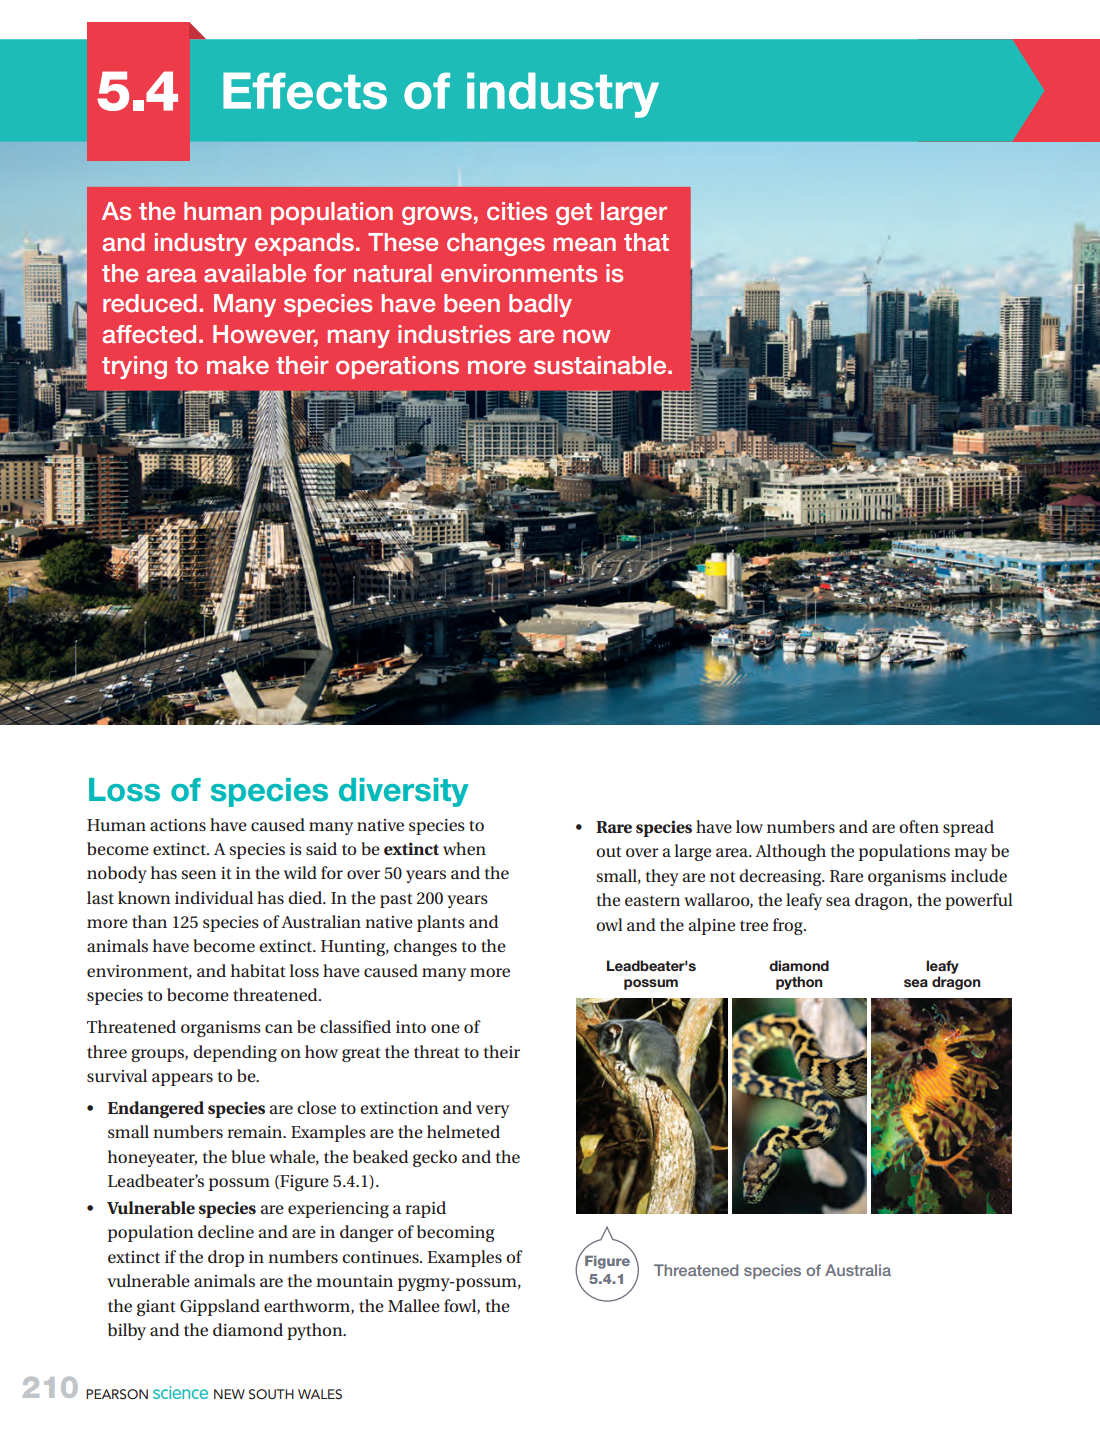 5.4
Effects of industry
As the human population grows, cities get larger
and industry expands. These changes mean that
the area available for natural environments is
reduced. Many species have been badly
affected. However, many industries are now
trying to make their operations more sustainable.
Loss of species diversity
Human actions have caused many native species to
become extinct. A species is said to be extinct when
nobody has seen it in the wild for over 50 years and the
last known individual has died. In the past 200 years
more than 125 species of Australian native plants and
animals have become extinct. Hunting, changes to the
environment, and habitat loss have caused many more
species to become threatened.
Threatened organisms can be classified into one of
three groups, depending on how great the threat to their
survival appears to be.
• Endangered species are close to extinction and very
small numbers remain. Examples are the helmeted
honeyeater, the blue whale, the beaked gecko and the
Leadbeater’s possum (Figure 5.4.1).
• Vulnerable species are experiencing a rapid
population decline and are in danger of becoming
extinct if the drop in numbers continues. Examples of
vulnerable animals are the mountain pygmy-possum,
the giant Gippsland earthworm, the Mallee fowl, the
bilby and the diamond python.
• Rare species have low numbers and are often spread
out over a large area. Although the populations may be
small, they are not decreasing. Rare organisms include
the eastern wallaroo, the leafy sea dragon, the powerful
owl and the alpine tree frog.
Leadbeater's
possum
diamond
python
leafy
sea dragon
Figure
5.4.1
Threatened species of Australia
210 PEARSON science NEW SOUTH WALES